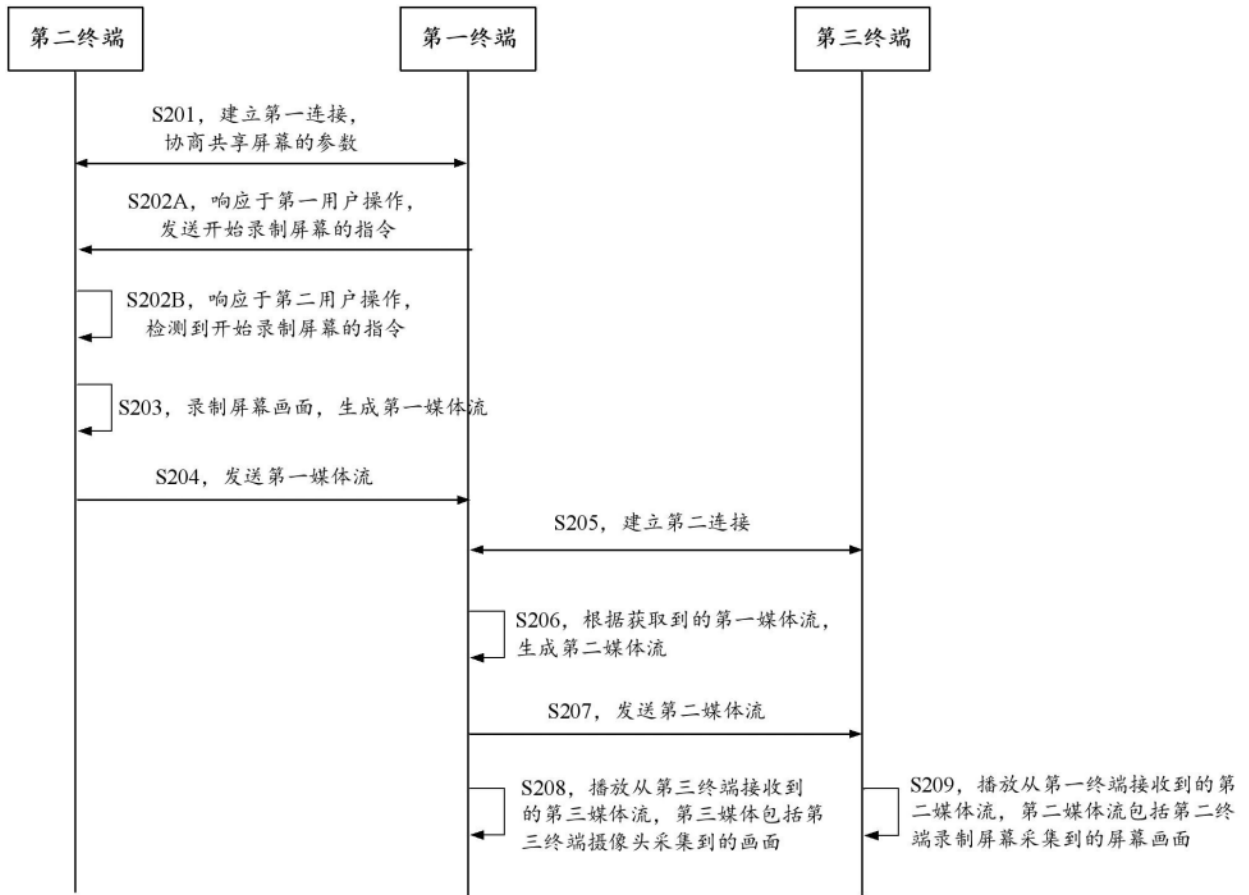 第二终端
第一终端
第三终端
S201，建立第一连接，
协商共享屏幕的参数
S202A，响应于第一用户操作，
发送开始录制屏幕的指令
S202B，响应于第二用户操作，
检测到开始录制屏幕的指令
S203，录制屏幕画面，生成第一媒体流
S204，发送第一媒体流
S205，建立第二连接
S206，根据获取到的第一媒体流，
生成第二媒体流
S207，发送第二媒体流
S208，播放从第三终端接收到
的第三媒体流，第三媒体包括第
三终端摄像头采集到的画面
S209，播放从第一终端接收到的第
二媒体流，第二媒体流包括第二终
端录制屏幕采集到的屏幕画面